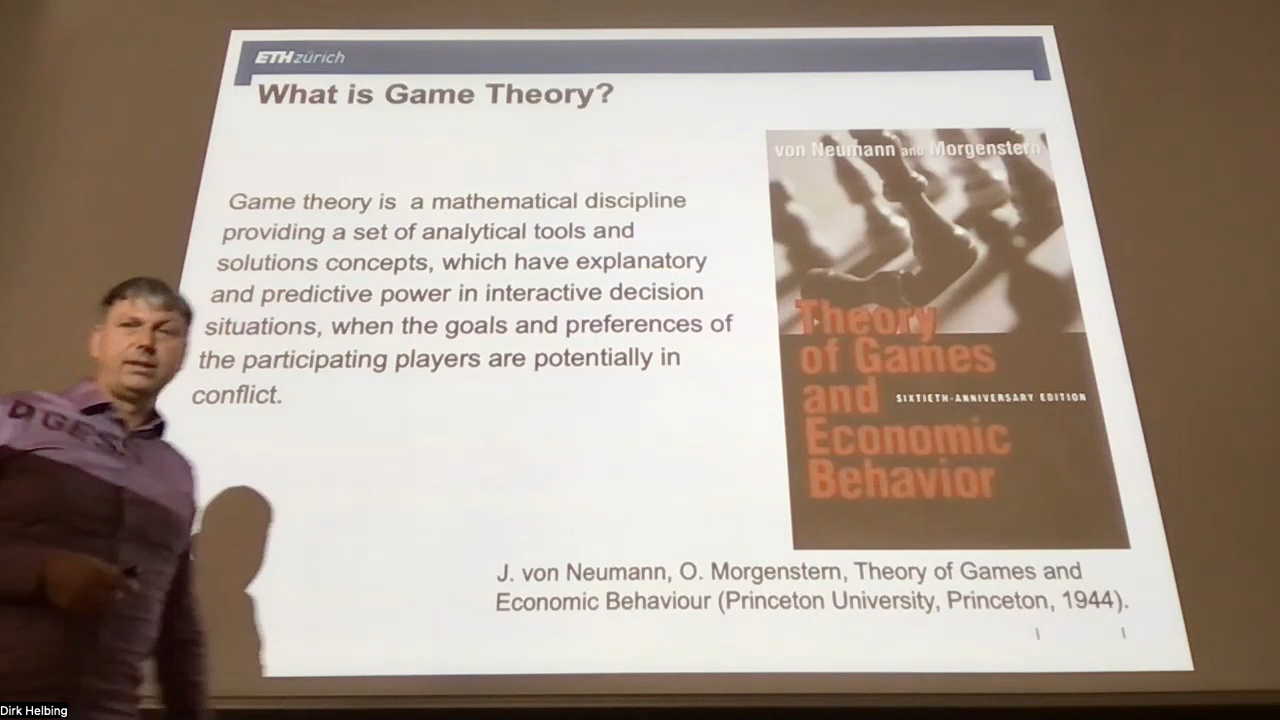 ETH zürich
What is Game Theory?
Game theory is a mathematical discipline
providing a set of analytical tools and
solutions concepts, which have explanatory
and predictive power in interactive decision
situations, when the goals and preferences of
the participating players are potentially in
conflict.
von Neumann and Morgenstern
Theory
of Games
and
SIXTIETH-ANNIVERSARY EDITION
Economic
Behavior
J. von Neumann, O. Morgenstern, Theory of Games and
Economic Behaviour (Princeton University, Princeton, 1944).
Dirk Helbing